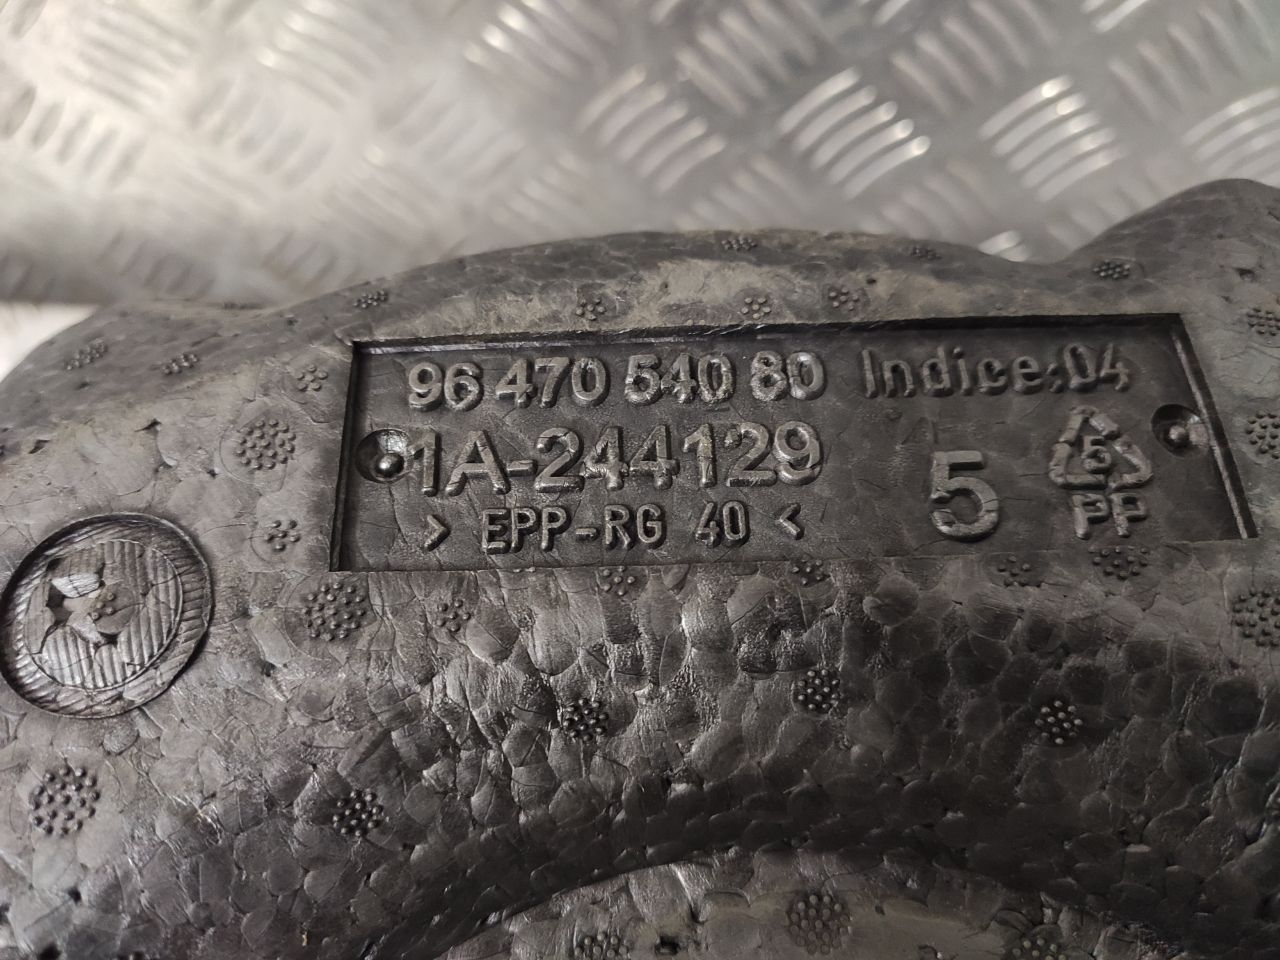 96 470 540 80 Indice:04
1A-244129
5
5
PP
> EPP-RG 40 <